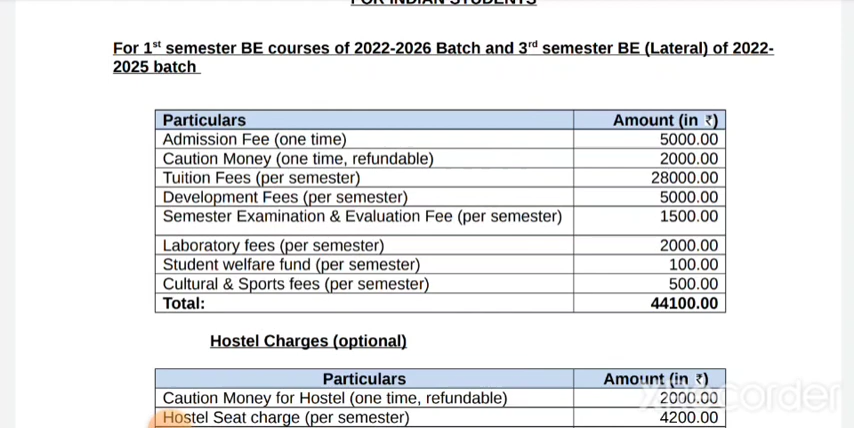 FOR INDIAN STUDENTS
For 1st semester BE courses of 2022-2026 Batch and 3rd semester BE (Lateral) of 2022-
2025 batch
Particulars Amount (in ₹)
Admission Fee (one time) 5000.00
Caution Money (one time, refundable) 2000.00
Tuition Fees (per semester) 28000.00
Development Fees (per semester) 5000.00
Semester Examination & Evaluation Fee (per semester) 1500.00
Laboratory fees (per semester) 2000.00
Student welfare fund (per semester) 100.00
Cultural & Sports fees (per semester) 500.00
Total: 44100.00
Hostel Charges (optional)
Particulars Amount (in ₹)
Caution Money for Hostel (one time, refundable) 2000.00
Hostel Seat charge (per semester) 4200.00